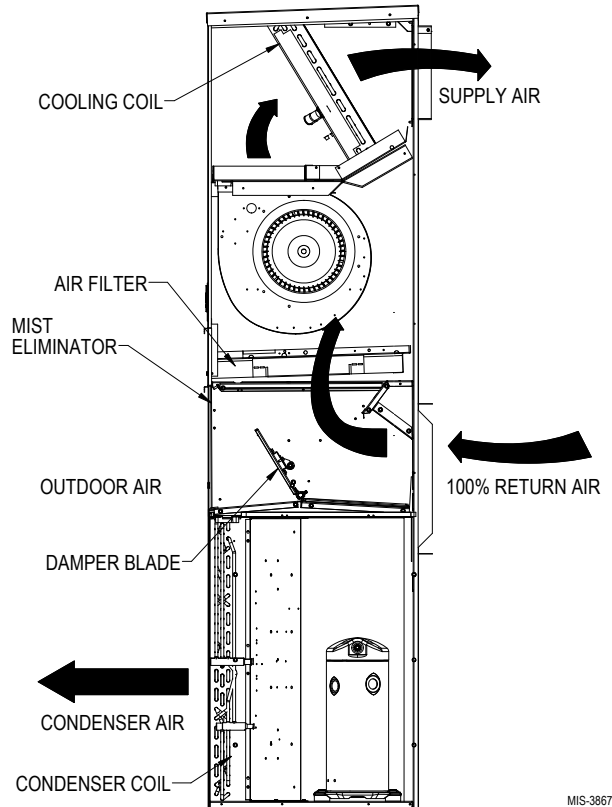 COOLING COIL
SUPPLY AIR
AIR FILTER
MIST
ELIMINATOR
OUTDOOR AIR
100% RETURN AIR
DAMPER BLADE
CONDENSER AIR
CONDENSER COIL
MIS-3867